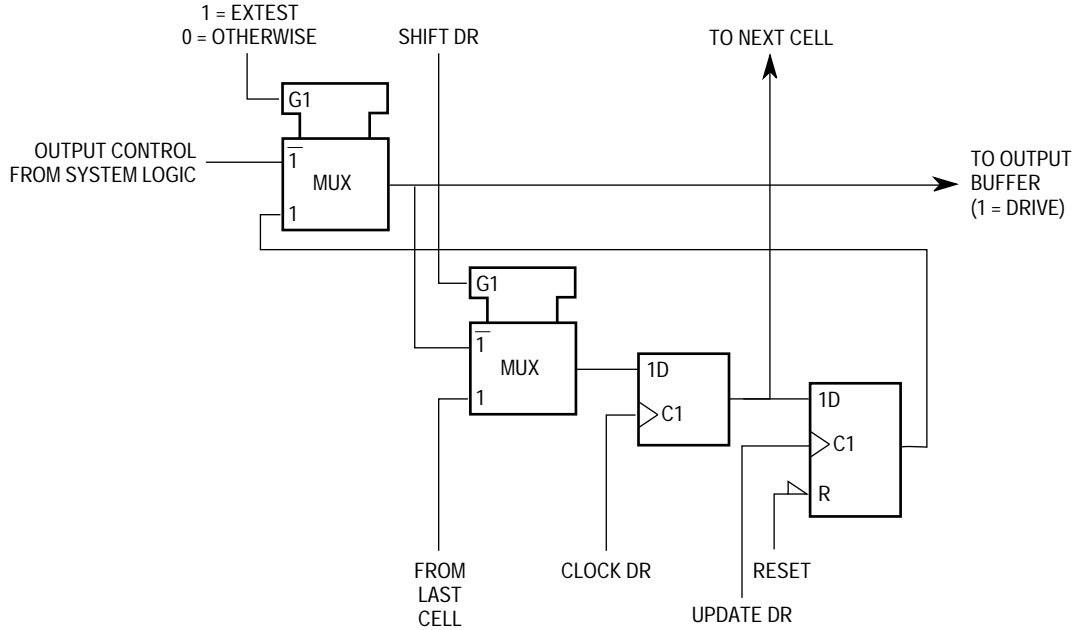 1 = EXTEST
0 = OTHERWISE
SHIFT DR
TO NEXT CELL
G1
OUTPUT CONTROL
FROM SYSTEM LOGIC
1
MUX
1
TO OUTPUT
BUFFER
(1 = DRIVE)
G1
1
MUX
1
1D
C1
1D
C1
R
FROM
LAST
CELL
CLOCK DR
RESET
UPDATE DR